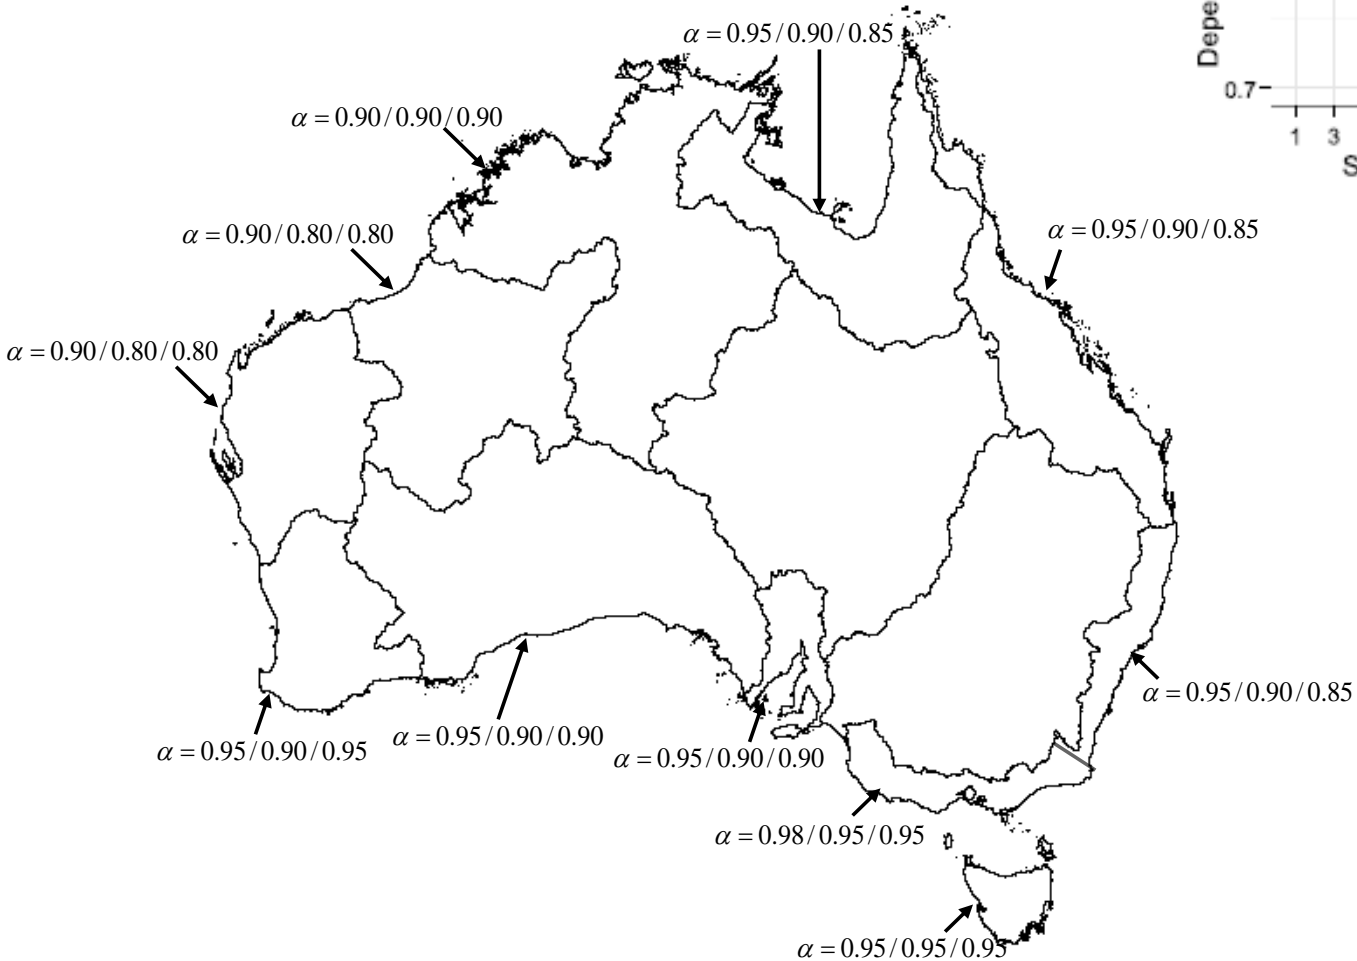 Depe
0.7
1 3
S
α = 0.95/0.90/0.85
α = 0.90/0.90/0.90
α = 0.90/0.80/0.80
α = 0.95/0.90/0.85
α = 0.90/0.80/0.80
α = 0.95/0.90/0.85
α = 0.95/0.90/0.95
α = 0.95/0.90/0.90
α = 0.95/0.90/0.90
α = 0.98/0.95/0.95
α = 0.95/0.95/0.95